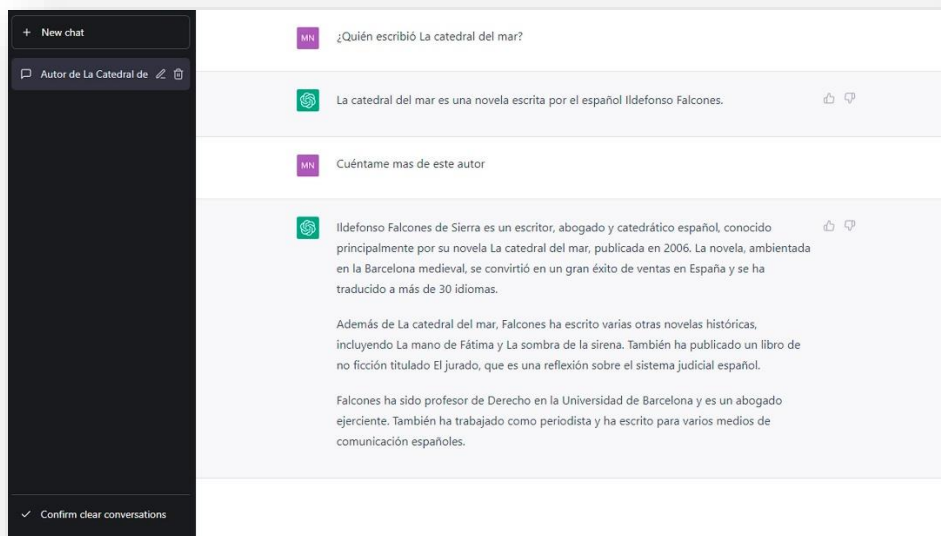 New chat
Autor de La Catedral de
MN
¿Quién escribió La catedral del mar?
La catedral del mar es una novela escrita por el español Ildefonso Falcones.
MN
Cuéntame mas de este autor
Ildefonso Falcones de Sierra es un escritor, abogado y catedrático español, conocido
principalmente por su novela La catedral del mar, publicada en 2006. La novela, ambientada
en la Barcelona medieval, se convirtió en un gran éxito de ventas en España y se ha
traducido a más de 30 idiomas.
Además de La catedral del mar, Falcones ha escrito varias otras novelas históricas,
incluyendo La mano de Fátima y La sombra de la sirena. También ha publicado un libro de
no ficción titulado El jurado, que es una reflexión sobre el sistema judicial español.
Falcones ha sido profesor de Derecho en la Universidad de Barcelona y es un abogado
ejerciente. También ha trabajado como periodista y ha escrito para varios medios de
comunicación españoles.
Confirm clear conversations